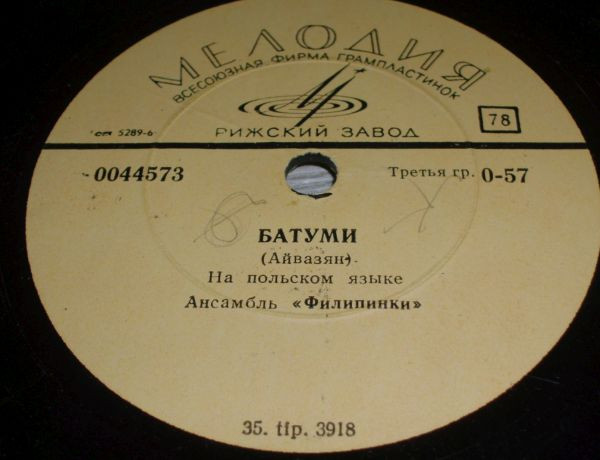 МЕЛОДИЯ
ВСЕСОЮЗНАЯ ФИРМА ГРАМПЛАСТИНОК
РИЖСКИЙ ЗАВОД
5289-6
78
0044573
Третья гр. 0-57
БАТУМИ
(Айвазян)
На польском языке
Ансамбль «Филипинки»
35. tip. 3918